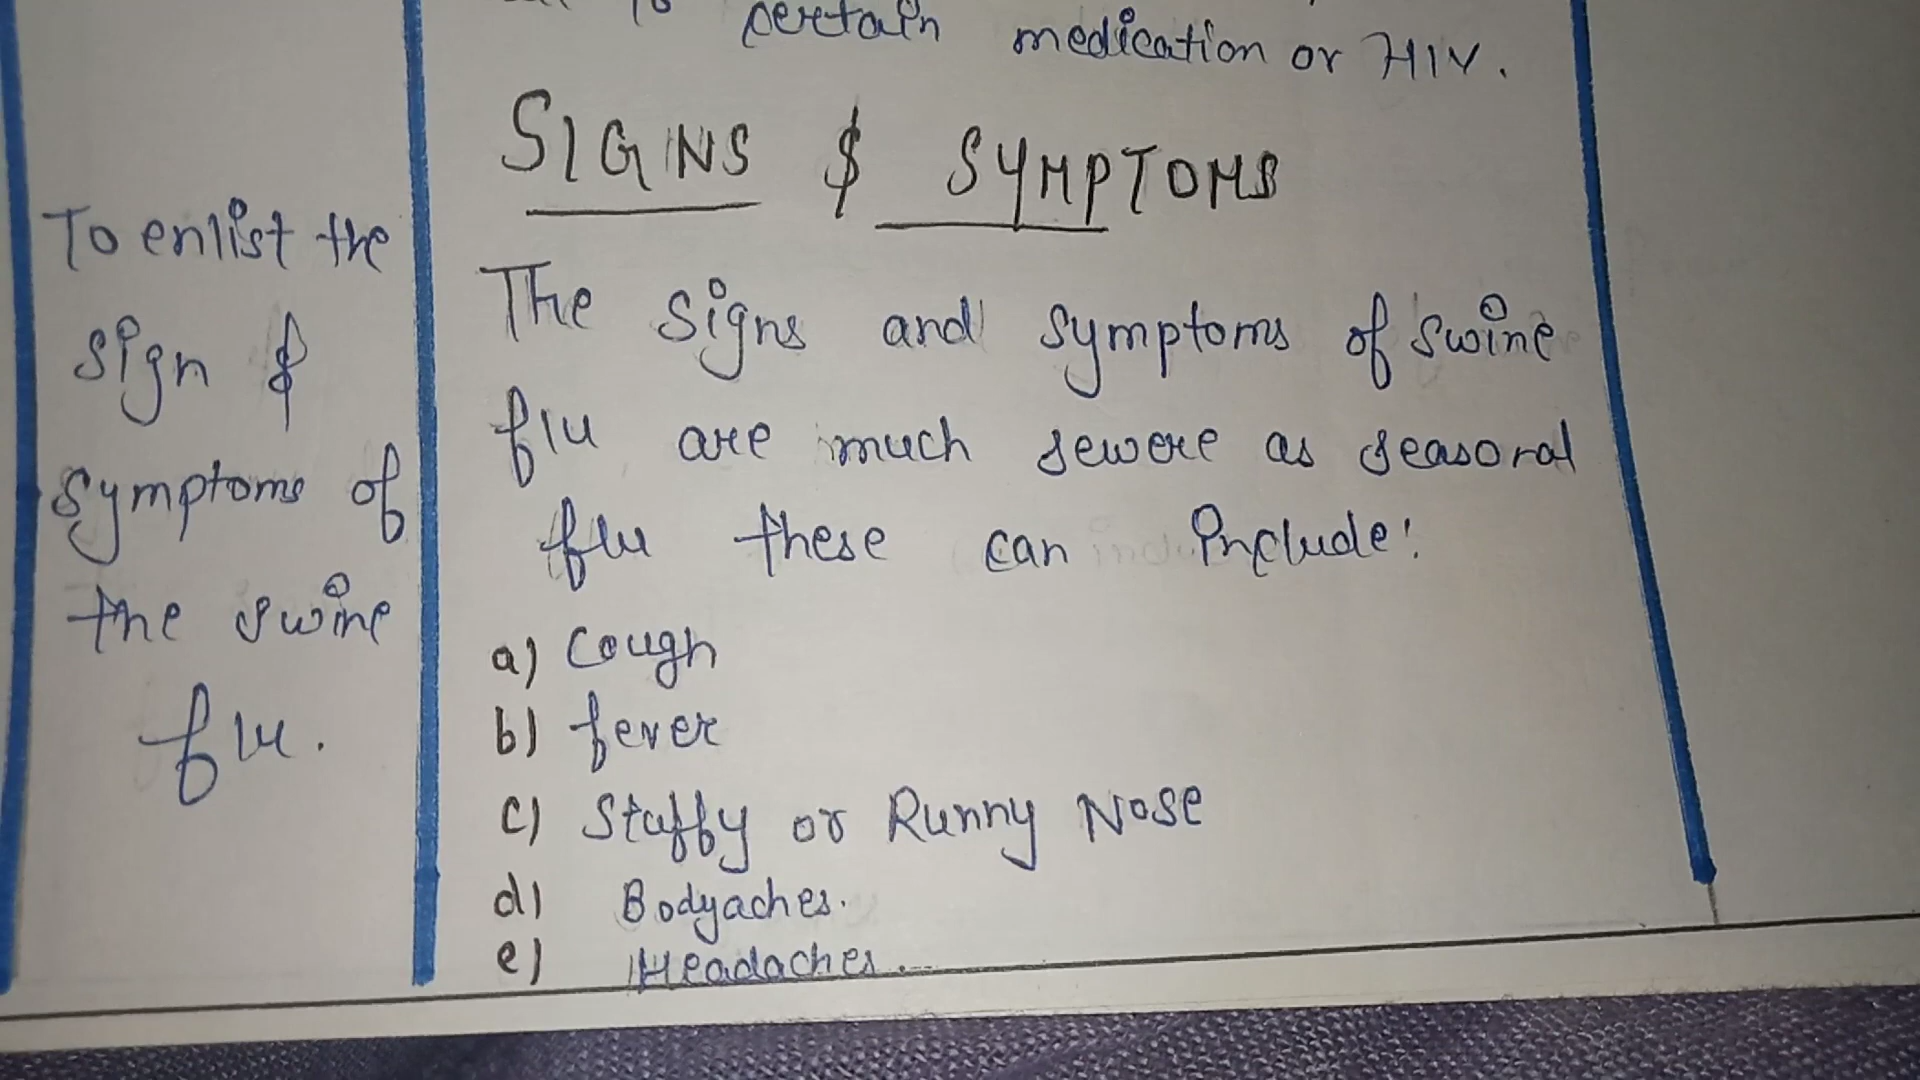 to certain medication or HIV.
SIGNS & SYMPTOMS
To enlist the
sign &
symptoms of
the swine
flu.
The signs and symptoms of swine
flu are much sewere as seasonal
flu these can include:
a) Cough
b) fever
c) Stuffy or Runny Nose
d) Bodyaches.
e) Headaches.